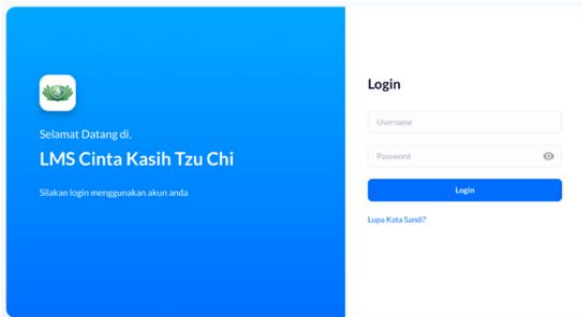 Selamat Datang di,
LMS Cinta Kasih Tzu Chi
Silakan login menggunakan akun anda
Login
Username
Password
Login
Lupa Kata Sandi?